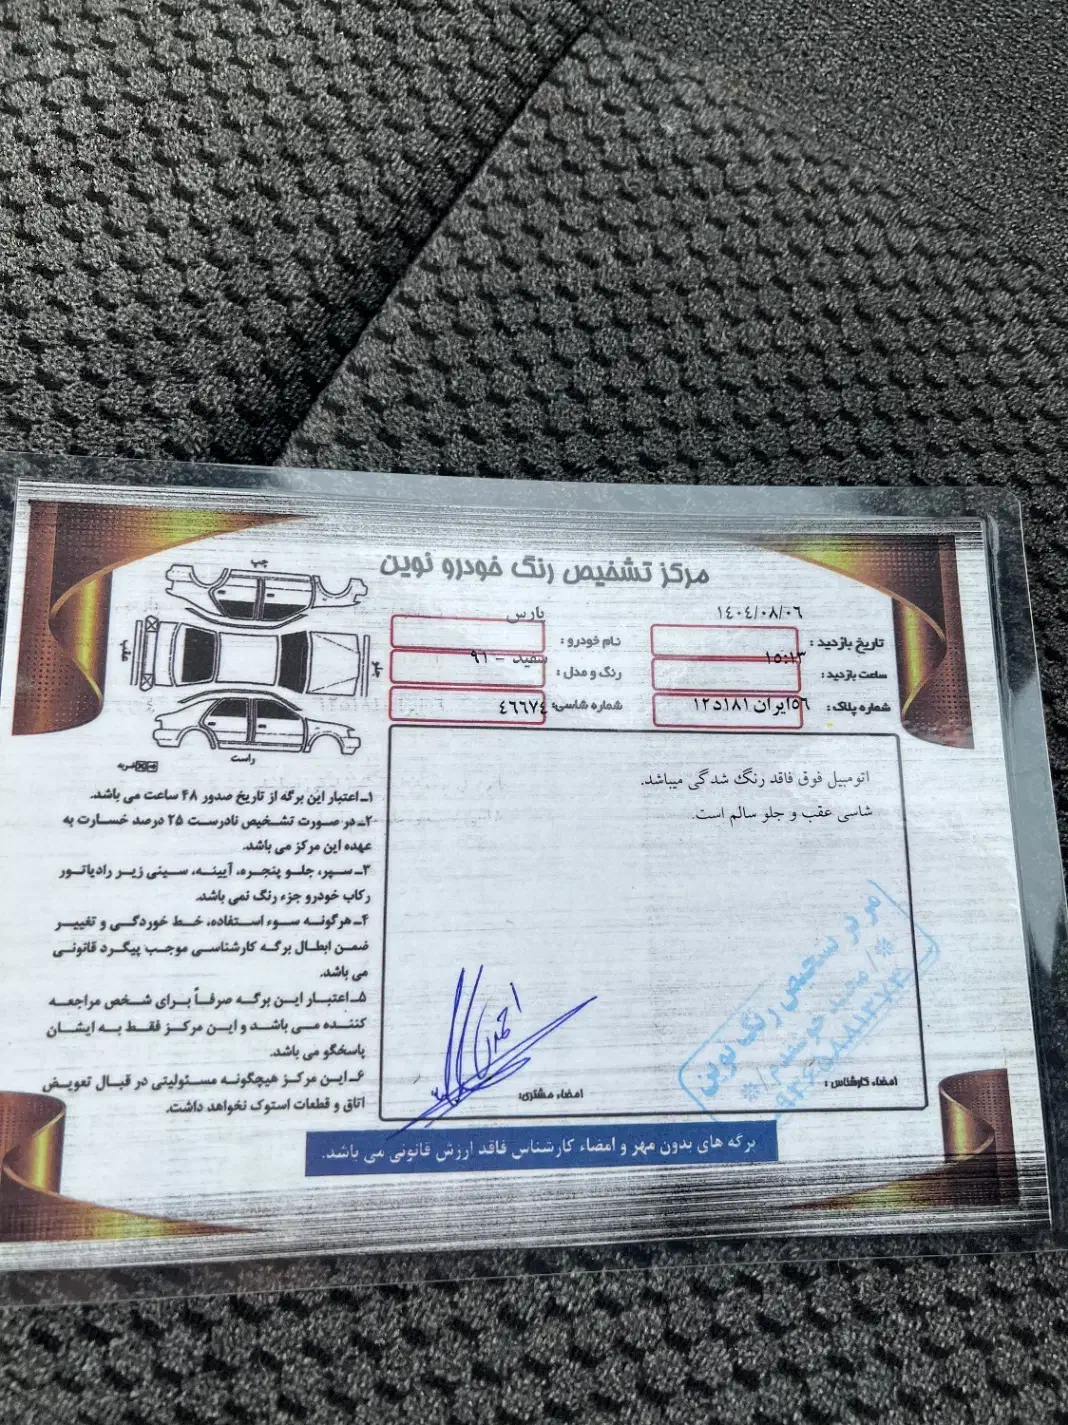 مرکز تشخیص رنگ خودرو نوین
تاریخ بازدید : ۱۴۰۴/۰۸/۰۶
نام خودرو : پارس
ساعت بازدید : ۱۵:۱۳
رنگ و مدل : سفید - ۹۱
شماره پلاک : ۵۶ایران۱۸۱د۱۲
شماره شاسی: ۴۶۶۷۴
چپ
عقب
جلو
راست
ضربه
اتومبیل فوق فاقد رنگ شدگی میباشد.
شاسی عقب و جلو سالم است.
۱ـ اعتبار این برگه از تاریخ صدور ۴۸ ساعت می باشد.
۲ـ در صورت تشخیص نادرست ۲۵ درصد خسارت به
عهده این مرکز می باشد.
۳ـ سپر، جلو پنجره، آیینه، سینی زیر رادیاتور
رکاب خودرو جزء رنگ نمی باشد.
۴ـ هرگونه سوء استفاده، خط خوردگی و تغییر
ضمن ابطال برگه کارشناسی موجب پیگرد قانونی
می باشد.
۵ـ اعتبار این برگه صرفاً برای شخص مراجعه
کننده می باشد و این مرکز فقط به ایشان
پاسخگو می باشد.
۶ـ این مرکز هیچگونه مسئولیتی در قبال تعویض
اتاق و قطعات استوک نخواهد داشت.
امضاء کارشناس :
امضاء مشتری:
مرکز تشخیص رنگ نوین
برگه های بدون مهر و امضاء کارشناس فاقد ارزش قانونی می باشد.